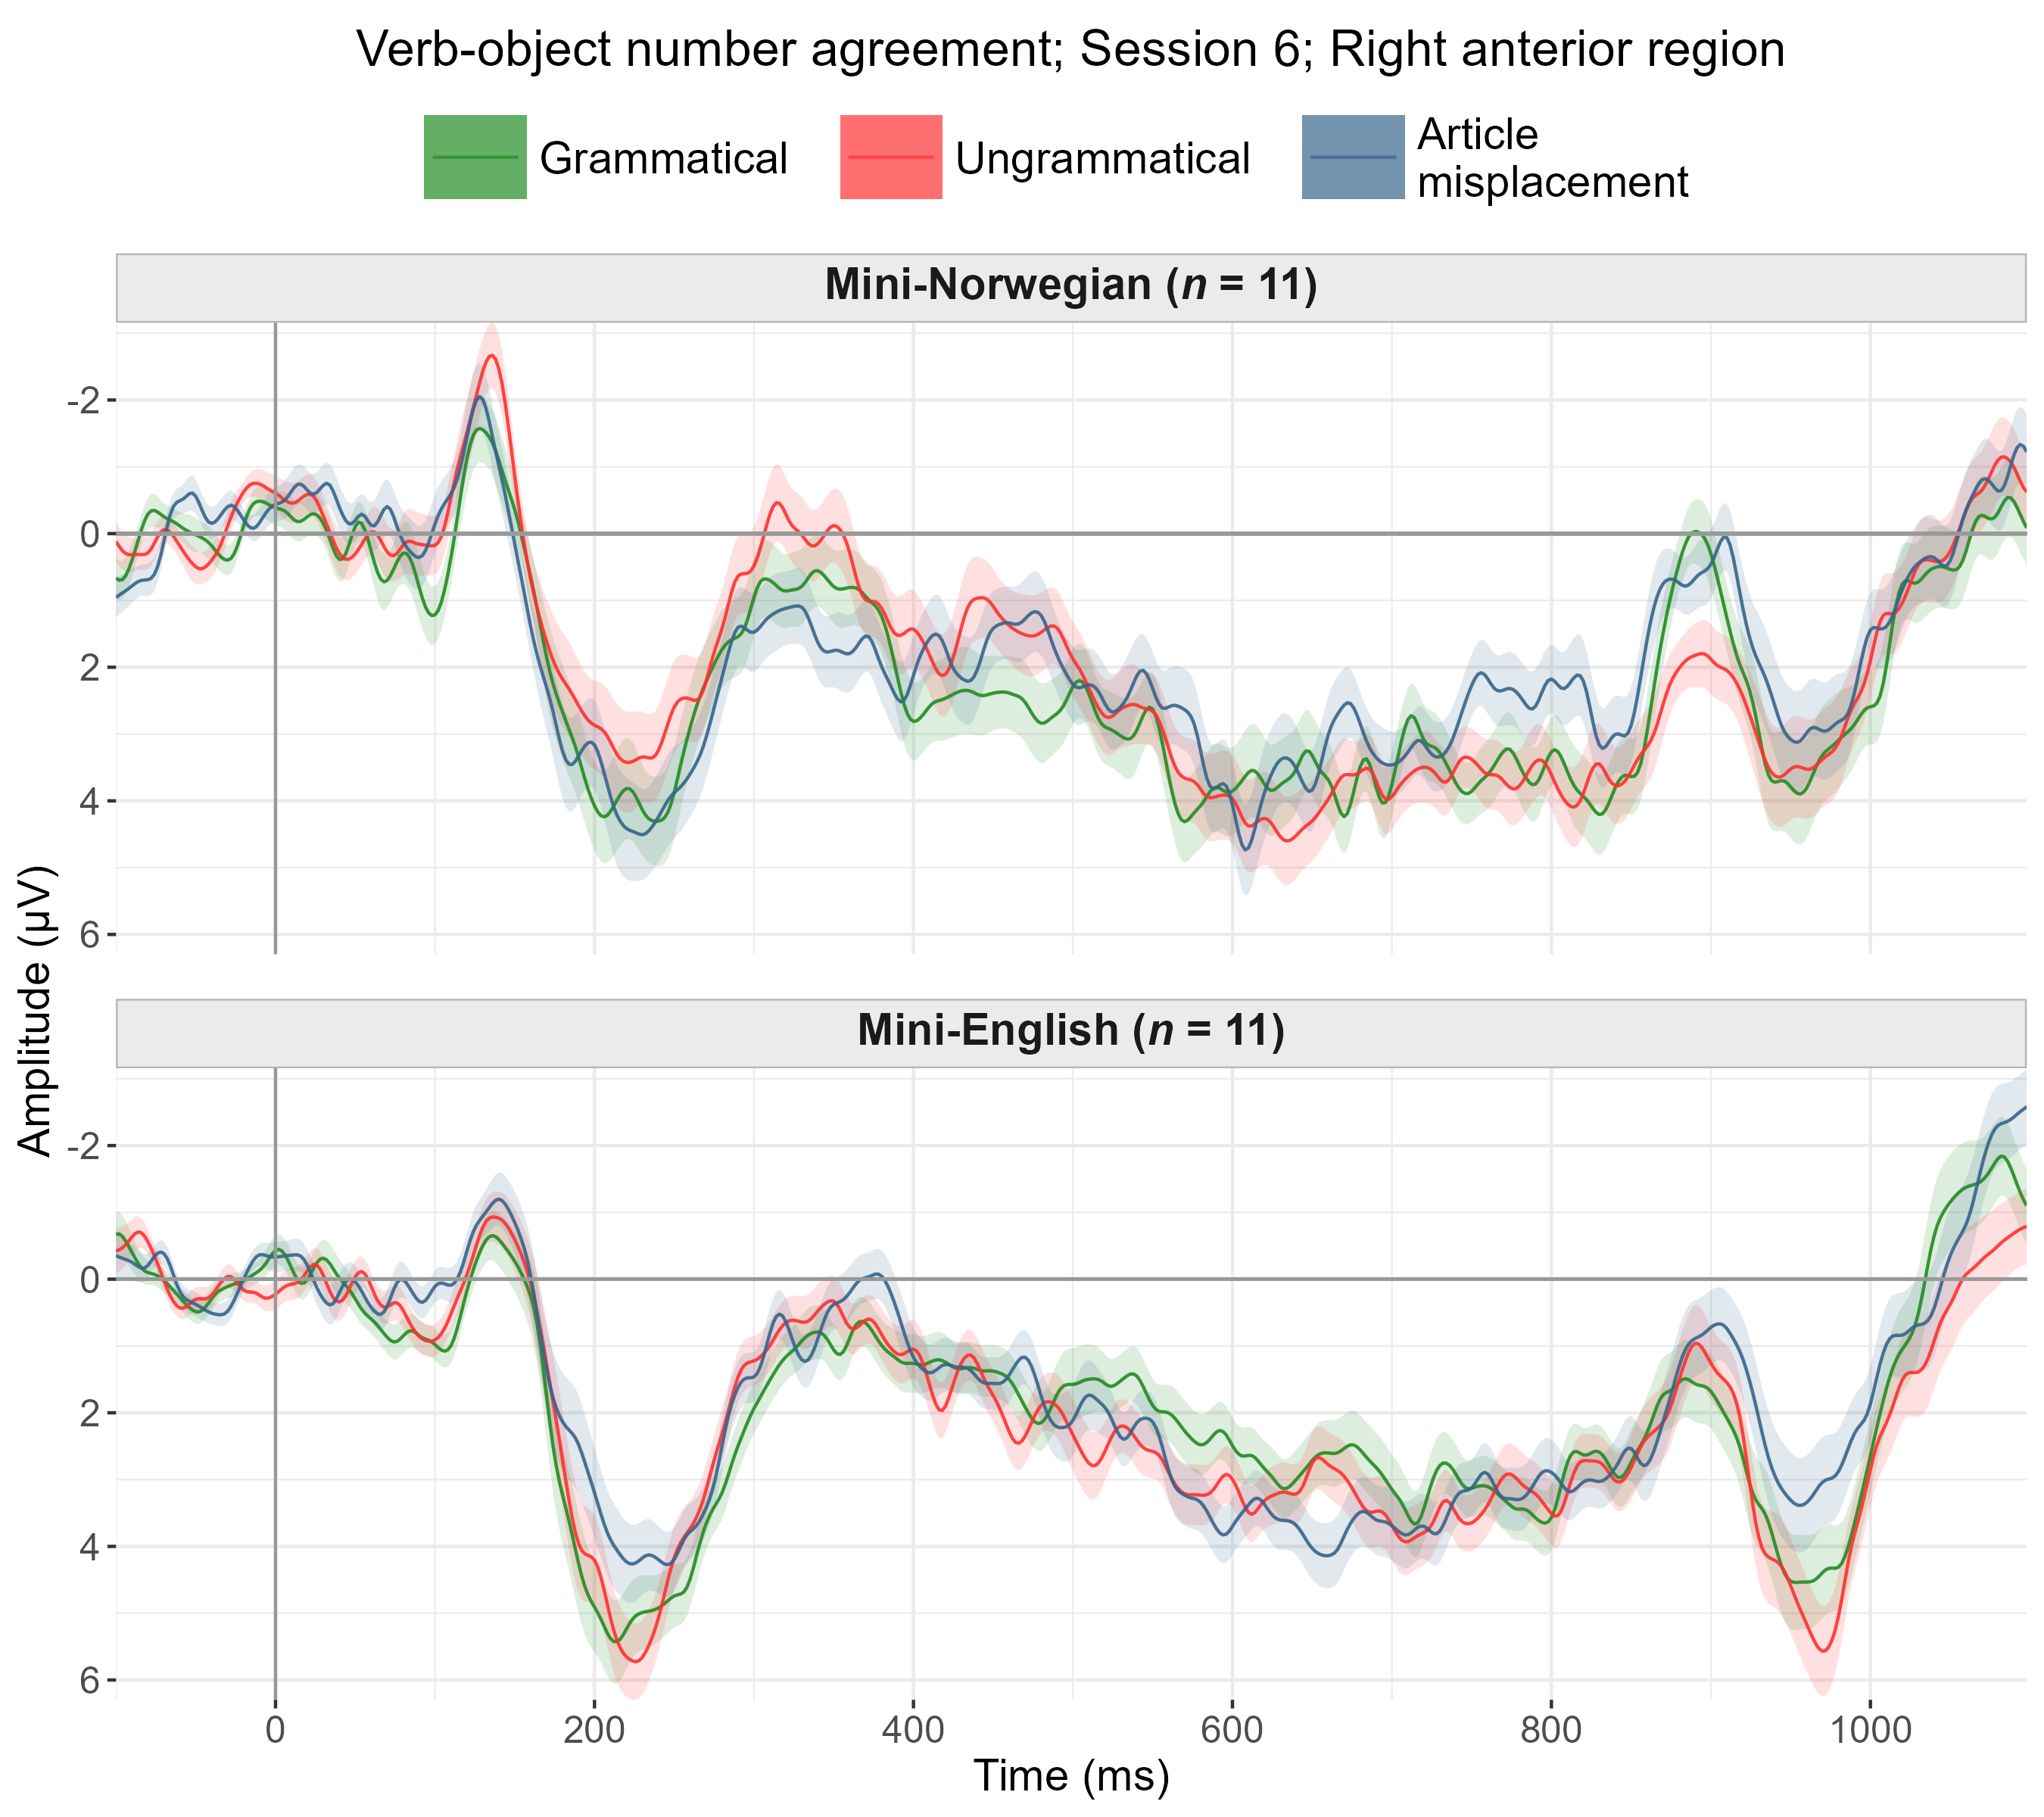 Verb-object number agreement; Session 6; Right anterior region
Grammatical
Ungrammatical
Article
misplacement
Mini-Norwegian (n = 11)
-2
0
2
4
6
Mini-English (n = 11)
-2
0
2
4
6
Amplitude (µV)
0 200 400 600 800 1000
Time (ms)